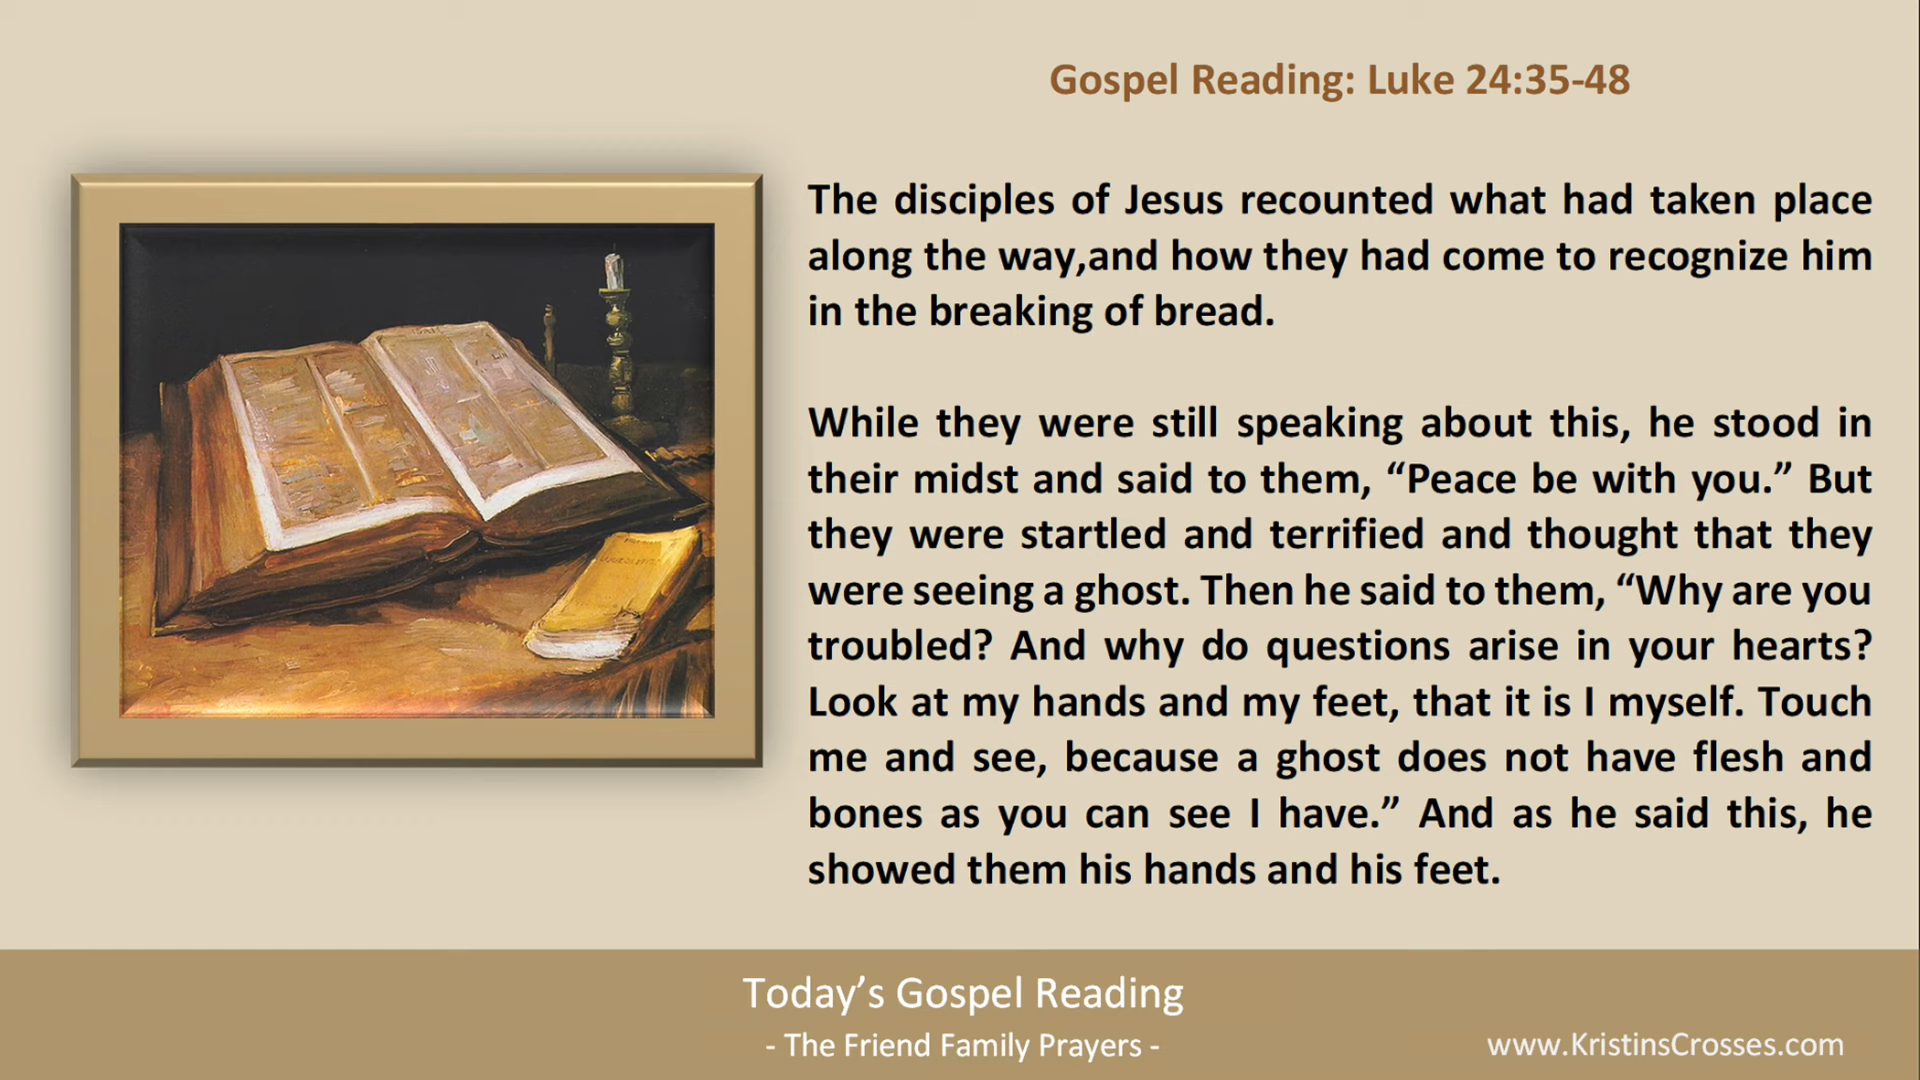 Gospel Reading: Luke 24:35-48
The disciples of Jesus recounted what had taken place
along the way,and how they had come to recognize him
in the breaking of bread.
While they were still speaking about this, he stood in
their midst and said to them, “Peace be with you.” But
they were startled and terrified and thought that they
were seeing a ghost. Then he said to them, “Why are you
troubled? And why do questions arise in your hearts?
Look at my hands and my feet, that it is I myself. Touch
me and see, because a ghost does not have flesh and
bones as you can see I have.” And as he said this, he
showed them his hands and his feet.
Today’s Gospel Reading
- The Friend Family Prayers -
www.KristinsCrosses.com